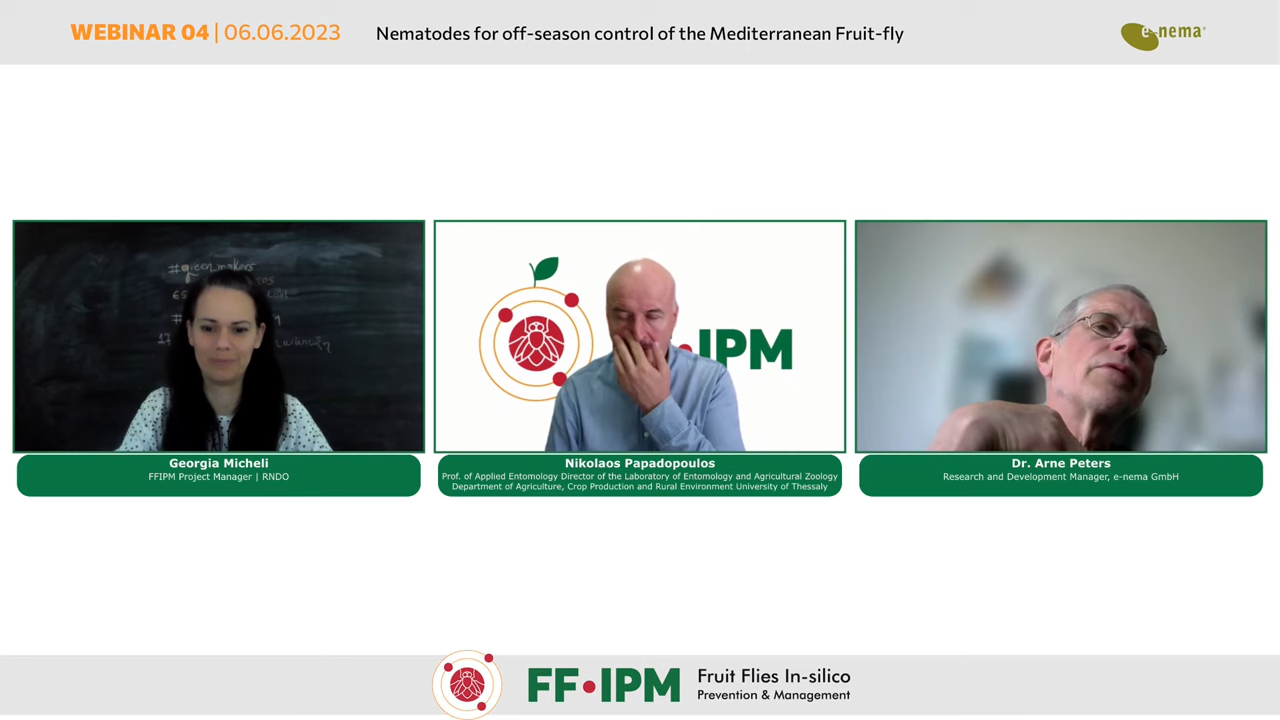 WEBINAR 04 | 06.06.2023
Nematodes for off-season control of the Mediterranean Fruit-fly
e-nema®
#green_makers
17
IPM
Georgia Micheli
FFIPM Project Manager | RNDO
Nikolaos Papadopoulos
Prof. of Applied Entomology Director of the Laboratory of Entomology and Agricultural Zoology
Department of Agriculture, Crop Production and Rural Environment University of Thessaly
Dr. Arne Peters
Research and Development Manager, e-nema GmbH
FF•IPM
Fruit Flies In-silico
Prevention & Management